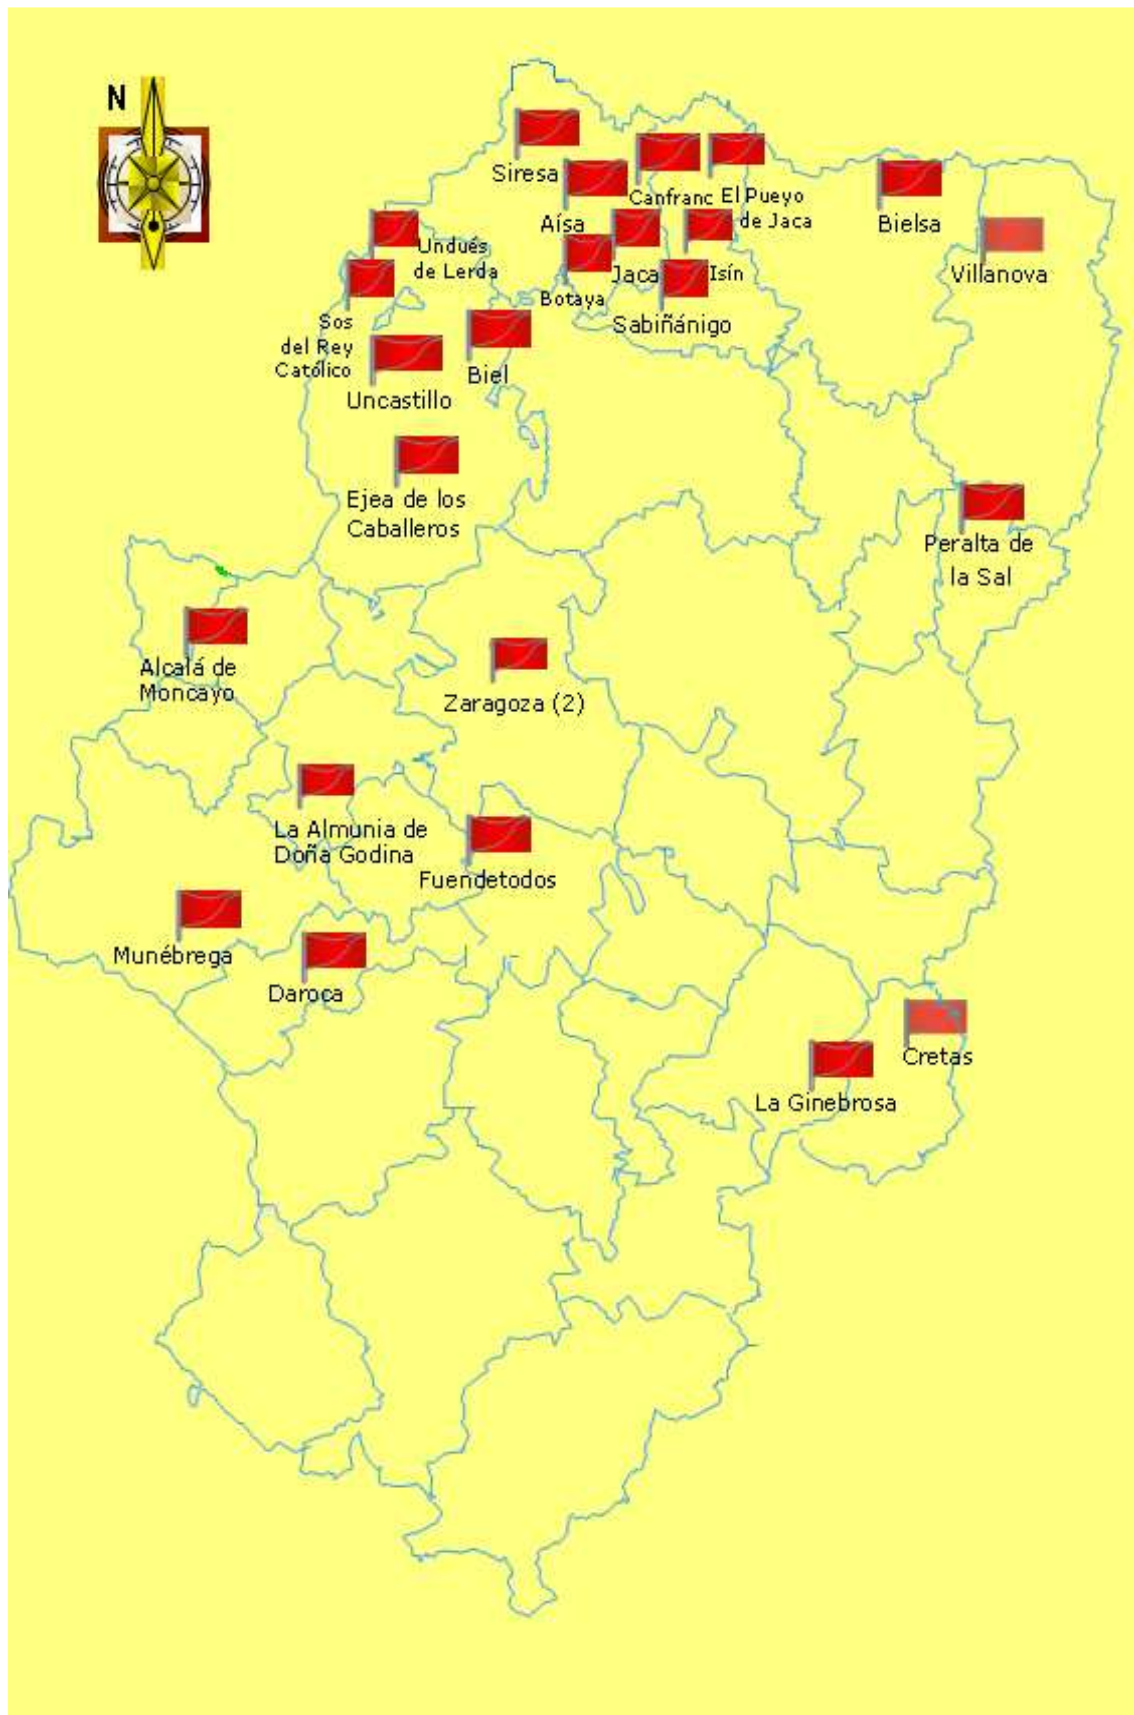 N
Siresa
Canfranc
El Pueyo
de Jaca
Aísa
Bielsa
Undués
de Lerda
Jaca
Isín
Villanova
Botaya
Sabiñánigo
Sos
del Rey
Católico
Biel
Uncastillo
Ejea de los
Caballeros
Peralta de
la Sal
Alcalá de
Moncayo
Zaragoza (2)
La Almunia de
Doña Godina
Fuendetodos
Munébrega
Daroca
Cretas
La Ginebrosa